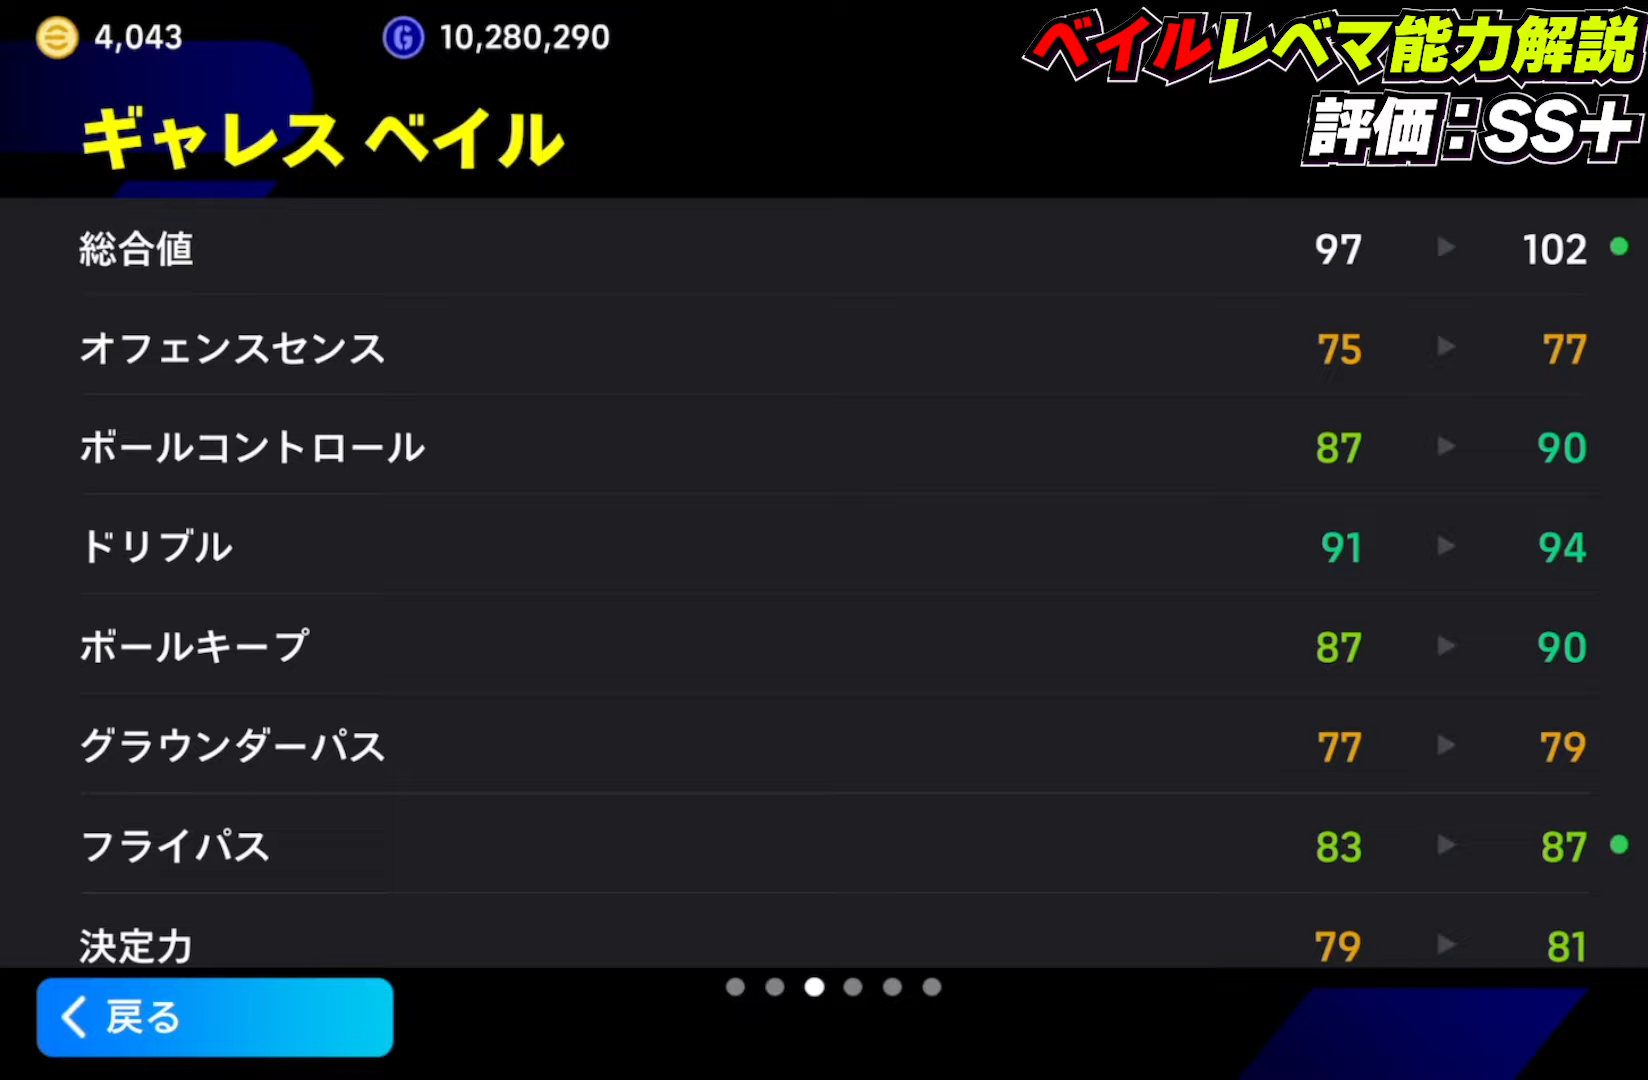 4,043
10,280,290
ベイルレベマ能力解説
評価:SS+
ギャレス ベイル
総合値 97 ▶ 102
オフェンスセンス 75 ▶ 77
ボールコントロール 87 ▶ 90
ドリブル 91 ▶ 94
ボールキープ 87 ▶ 90
グラウンダーパス 77 ▶ 79
フライパス 83 ▶ 87
決定力 79 ▶ 81
戻る